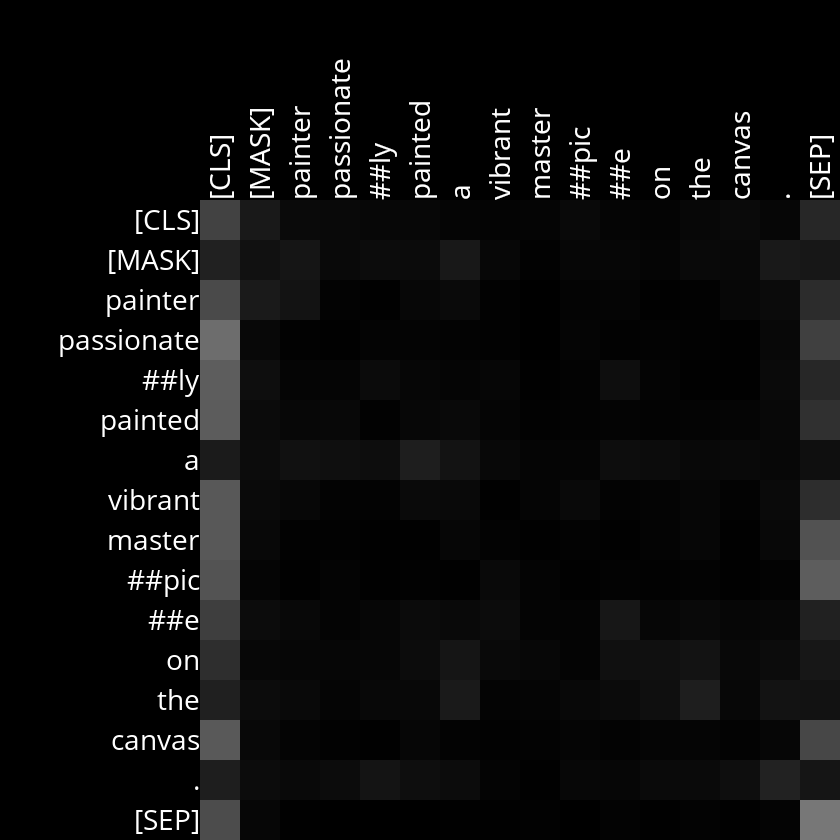 [CLS] [MASK] painter passionate ##ly painted a vibrant master ##pic ##e on the canvas . [SEP]
[CLS]
[MASK]
painter
passionate
##ly
painted
a
vibrant
master
##pic
##e
on
the
canvas
.
[SEP]